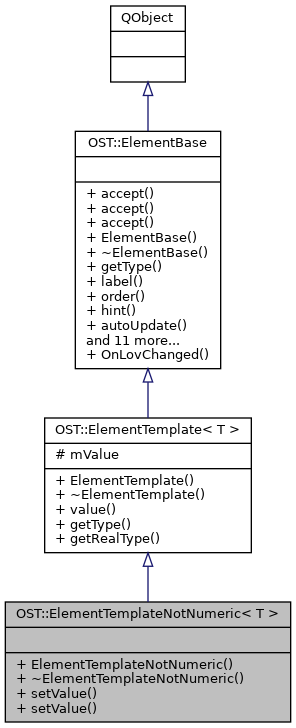 QObject
OST::ElementBase
+ accept()
+ accept()
+ accept()
+ ElementBase()
+ ~ElementBase()
+ getType()
+ label()
+ order()
+ hint()
+ autoUpdate()
and 11 more...
+ OnLovChanged()
OST::ElementTemplate< T >
# mValue
+ ElementTemplate()
+ ~ElementTemplate()
+ value()
+ getType()
+ getRealType()
OST::ElementTemplateNotNumeric< T >
+ ElementTemplateNotNumeric()
+ ~ElementTemplateNotNumeric()
+ setValue()
+ setValue()